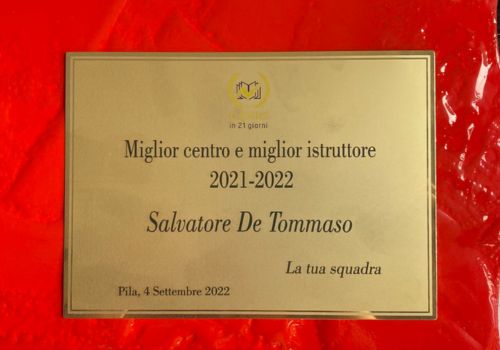 in 21 giorni
Miglior centro e miglior istruttore
2021-2022
Salvatore De Tommaso
La tua squadra
Pila, 4 Settembre 2022